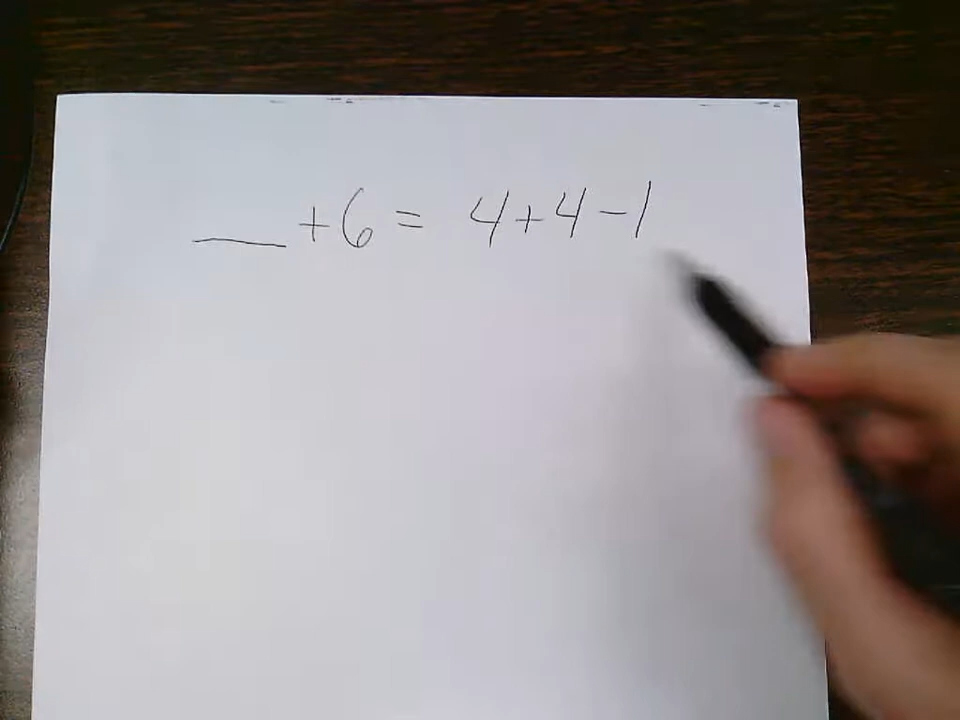 __ + 6 = 4 + 4 - 1